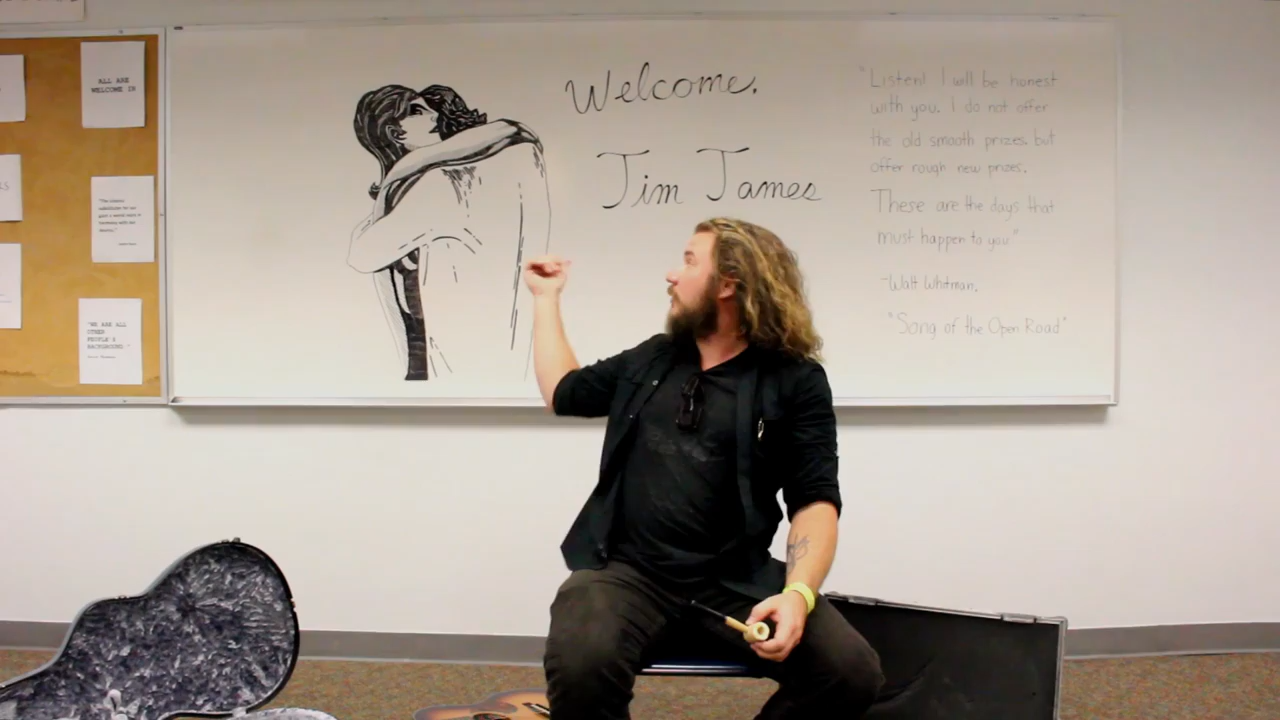 ALL ARE
WELCOME IN
"WE ARE ALL
OTHER
PEOPLE'S
BACKGROUND."
Welcome.
Jim James
"Listen! I will be honest
with you. I do not offer
the old smooth prizes, but
offer rough new prizes.
These are the days that
must happen to you"
-Walt Whitman.
"Song of the Open Road"